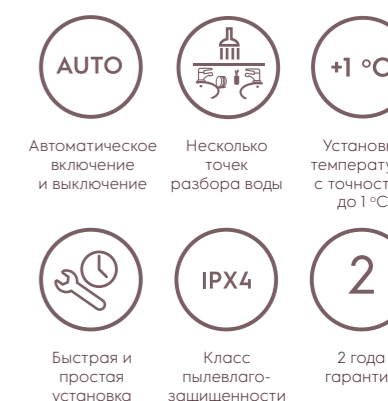 AUTO
Автоматическое
включение
и выключение
Несколько
точек
разбора воды
+1 °C
до 1 °C
Быстрая и
простая
установка
IPX4
Класс
пылевлаго-
защищенности
2
2 года